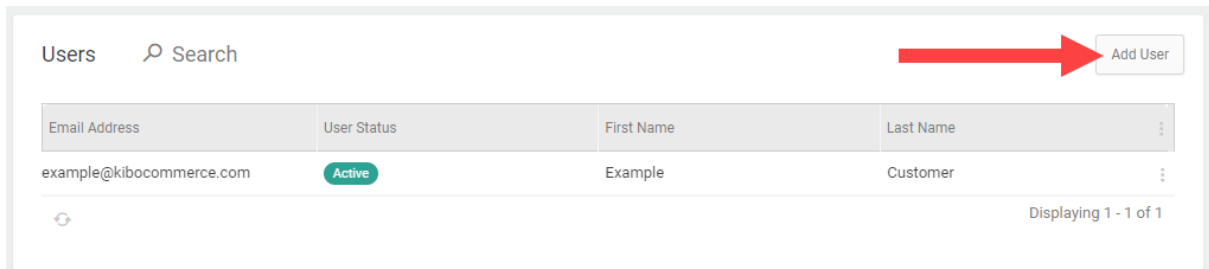 Users Search Add User
Email Address User Status First Name Last Name
example@kibocommerce.com Active Example Customer
Displaying 1 - 1 of 1